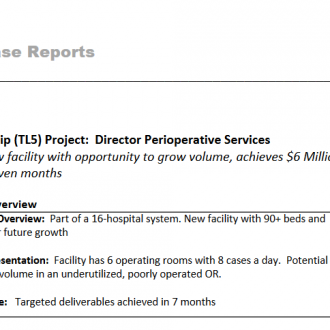 se Reports
ip (TL5) Project:  Director Perioperative Services
w facility with opportunity to grow volume, achieves $6 Millio
ven months
verview
Overview:  Part of a 16-hospital system. New facility with 90+ beds and
r future growth
sentation:  Facility has 6 operating rooms with 8 cases a day.  Potential
volume in an underutilized, poorly operated OR.
e:   Targeted deliverables achieved in 7 months